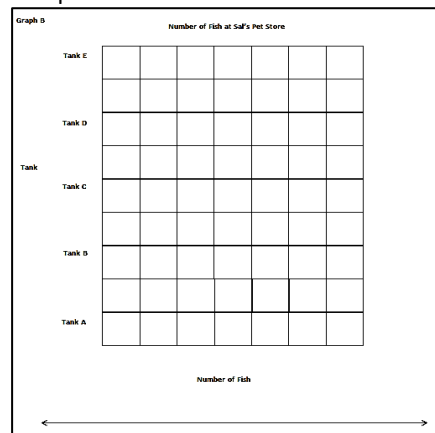 Graph B
Number of Fish at Sal's Pet Store
Tank E
Tank D
Tank
Tank C
Tank B
Tank A
Number of Fish